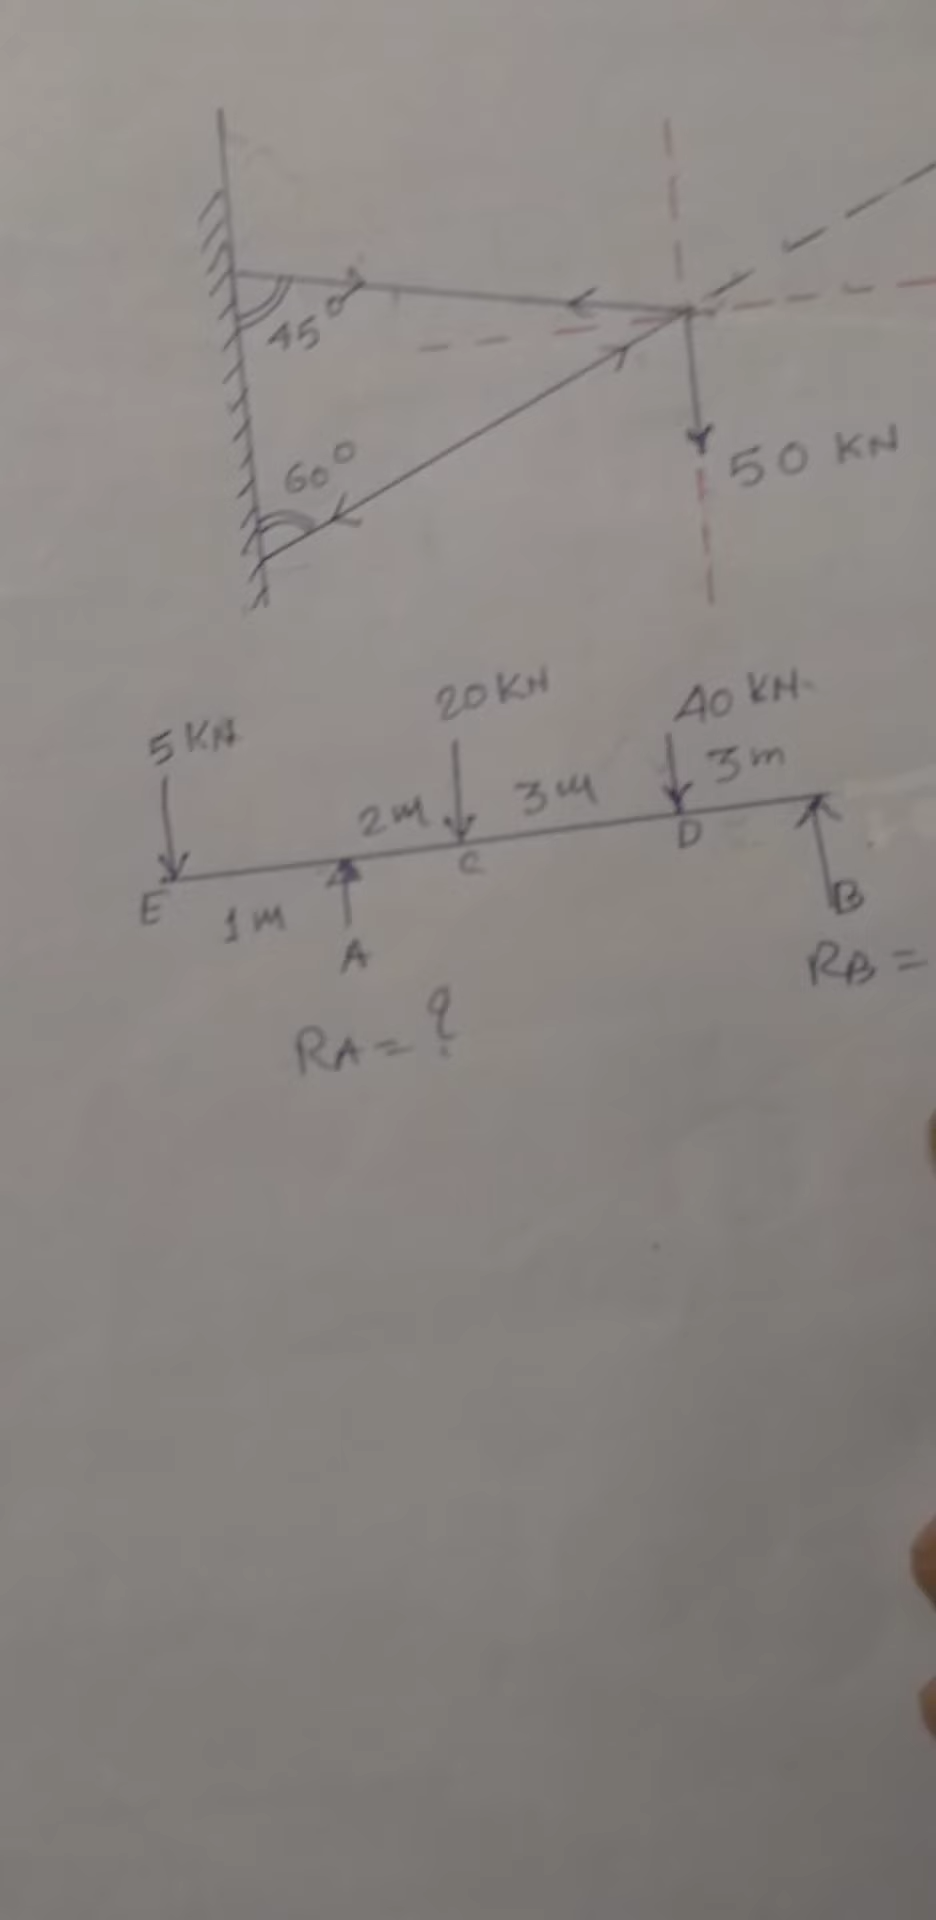 45°
60°
50 KN
5 KN
20 KN
40 KN
2m
3m
3m
E
C
D
1m
A
B
RA = ?
RB =